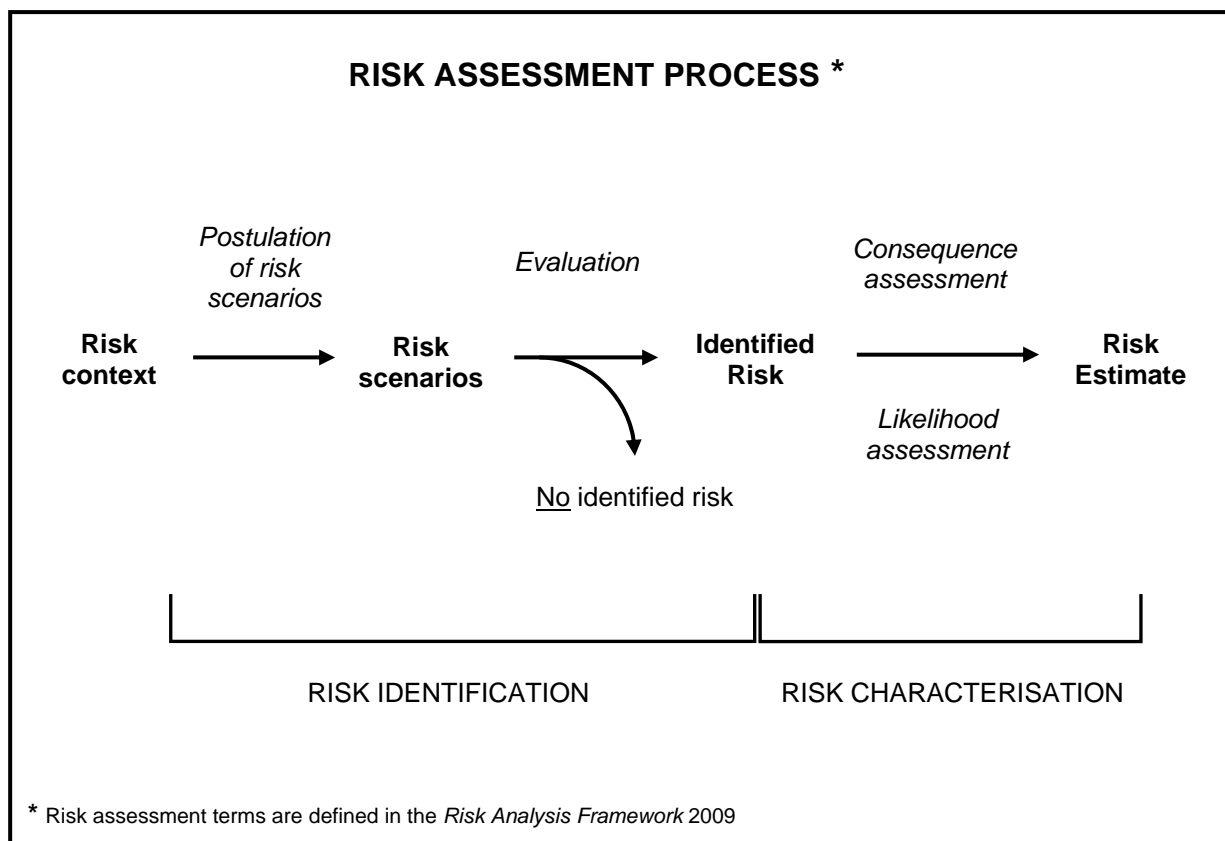 RISK ASSESSMENT PROCESS *
Postulation
of risk
scenarios
Evaluation
Consequence
assessment
Risk
context
Risk
scenarios
Identified
Risk
Risk
Estimate
Likelihood
assessment
No identified risk
RISK IDENTIFICATION
RISK CHARACTERISATION
* Risk assessment terms are defined in the Risk Analysis Framework 2009